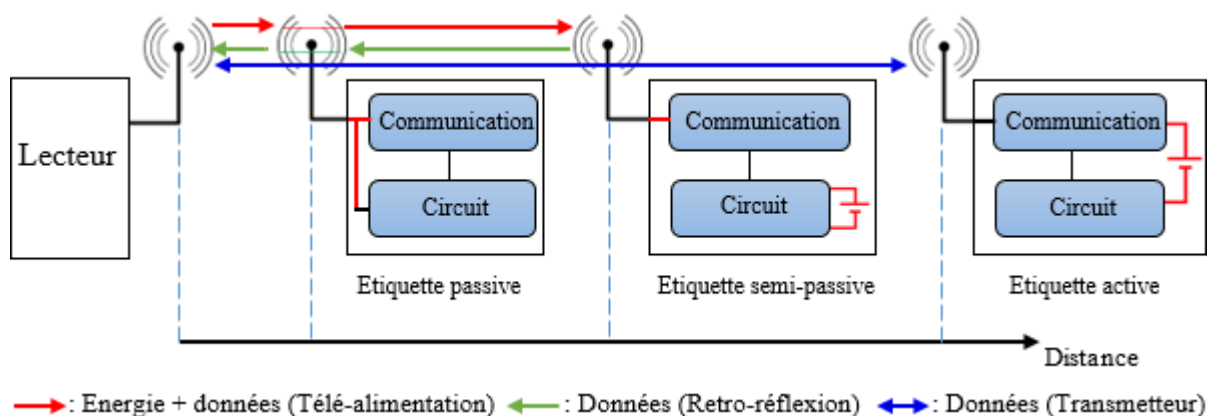 Lecteur
Communication
Circuit
Etiquette passive
Communication
Circuit
Etiquette semi-passive
Communication
Circuit
Etiquette active
Distance
: Energie + données (Télé-alimentation) : Données (Retro-réflexion) : Données (Transmetteur)